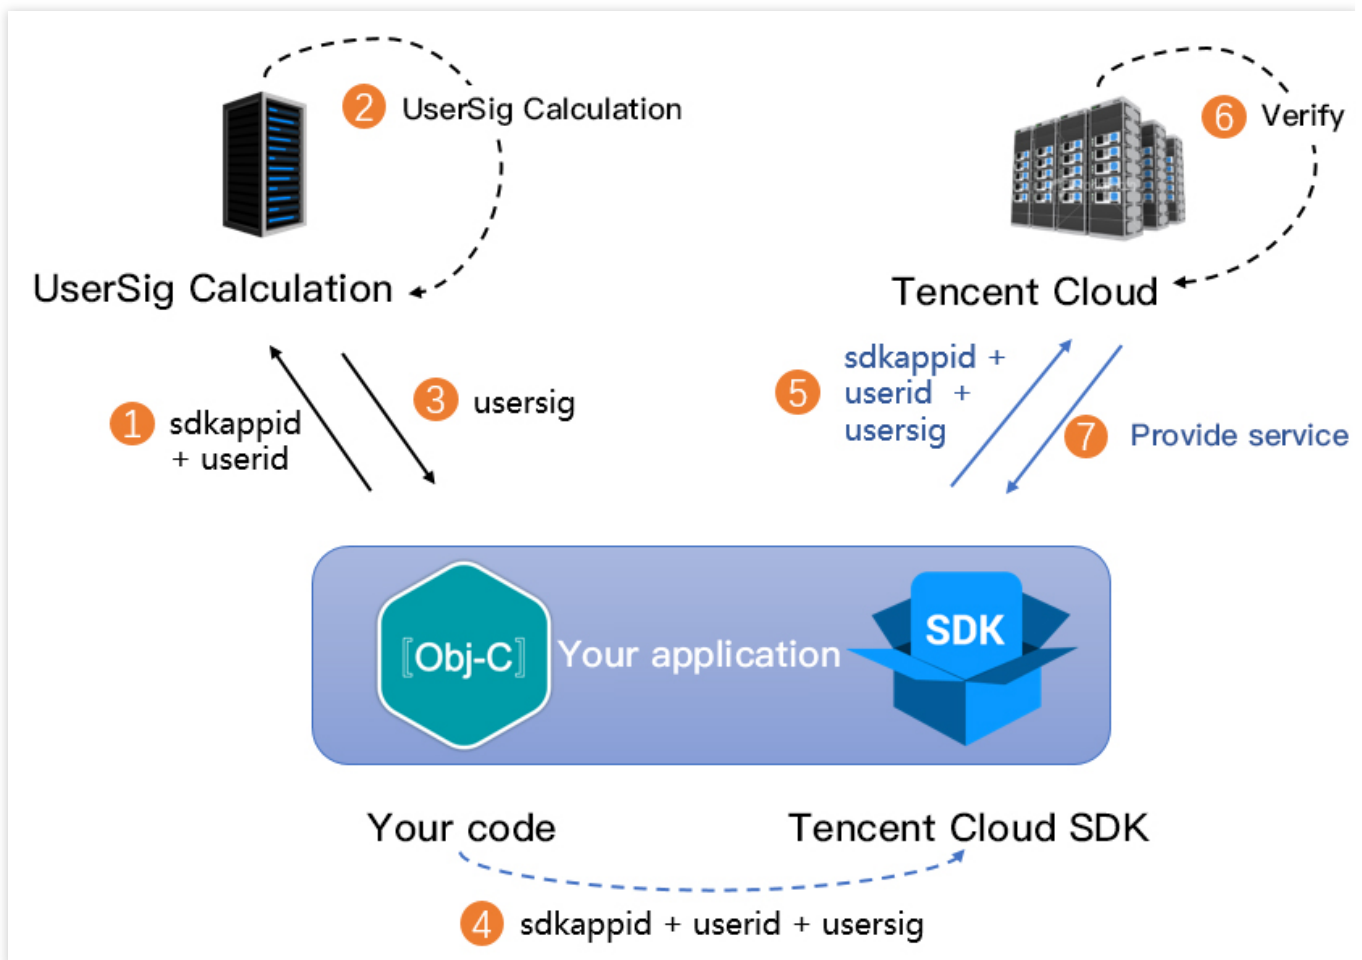 2 UserSig Calculation
6 Verify
UserSig Calculation
Tencent Cloud
1 sdkappid
+ userid
3 usersig
5 sdkappid +
userid +
usersig
7 Provide service
[Obj-C]
Your application
SDK
Your code
Tencent Cloud SDK
4 sdkappid + userid + usersig